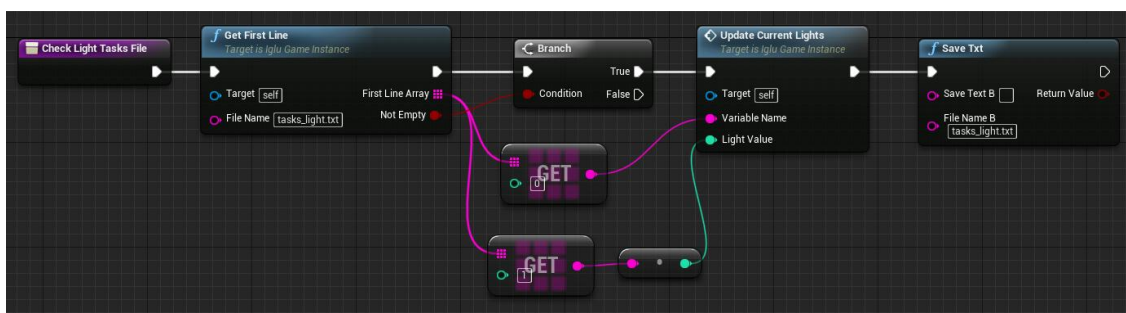 Check Light Tasks File
Get First Line
Target is Iglu Game Instance
Target self
First Line Array
File Name tasks_light.txt
Not Empty
Branch
True
Condition
False
Update Current Lights
Target is Iglu Game Instance
Target self
Variable Name
Light Value
Save Txt
Save Text B
Return Value
File Name B
tasks_light.txt
GET
0
GET
1